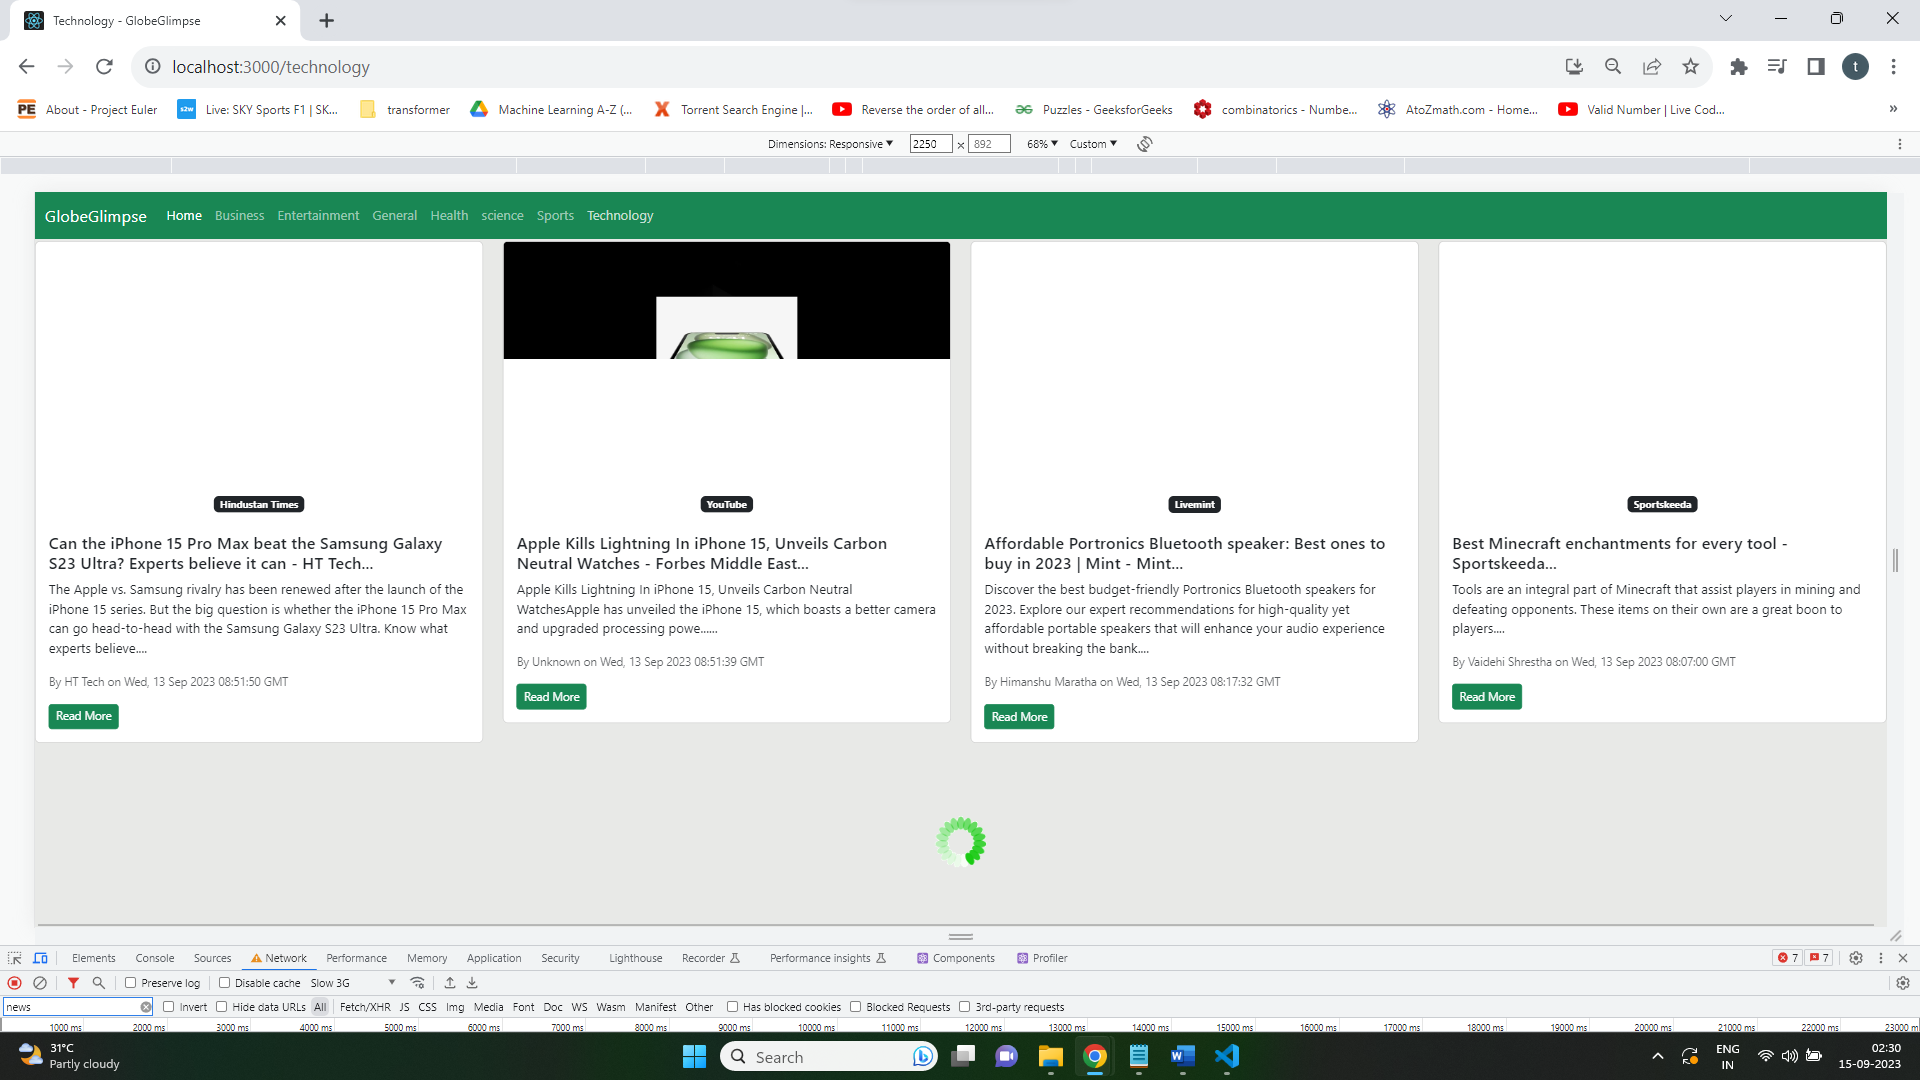 Technology - GlobeGlimpse
localhost:3000/technology
t
PE About - Project Euler
s2w Live: SKY Sports F1 | SK...
transformer
Machine Learning A-Z (...
Torrent Search Engine |...
Reverse the order of all...
Puzzles - GeeksforGeeks
combinatorics - Numbe...
AtoZmath.com - Home...
Valid Number | Live Cod...
»
Dimensions: Responsive ▼ 2250 × 892 68% ▼ Custom ▼
GlobeGlimpse Home Business Entertainment General Health science Sports Technology
Hindustan Times
Can the iPhone 15 Pro Max beat the Samsung Galaxy
S23 Ultra? Experts believe it can - HT Tech...
The Apple vs. Samsung rivalry has been renewed after the launch of the
iPhone 15 series. But the big question is whether the iPhone 15 Pro Max
can go head-to-head with the Samsung Galaxy S23 Ultra. Know what
experts believe....
By HT Tech on Wed, 13 Sep 2023 08:51:50 GMT
Read More
YouTube
Apple Kills Lightning In iPhone 15, Unveils Carbon
Neutral Watches - Forbes Middle East...
Apple Kills Lightning In iPhone 15, Unveils Carbon Neutral
WatchesApple has unveiled the iPhone 15, which boasts a better camera
and upgraded processing powe......
By Unknown on Wed, 13 Sep 2023 08:51:39 GMT
Read More
Livemint
Affordable Portronics Bluetooth speaker: Best ones to
buy in 2023 | Mint - Mint...
Discover the best budget-friendly Portronics Bluetooth speakers for
2023. Explore our expert recommendations for high-quality yet
affordable portable speakers that will enhance your audio experience
without breaking the bank....
By Himanshu Maratha on Wed, 13 Sep 2023 08:17:32 GMT
Read More
Sportskeeda
Best Minecraft enchantments for every tool -
Sportskeeda...
Tools are an integral part of Minecraft that assist players in mining and
defeating opponents. These items on their own are a great boon to
players....
By Vaidehi Shrestha on Wed, 13 Sep 2023 08:07:00 GMT
Read More
Elements Console Sources Network Performance Memory Application Security Lighthouse Recorder Performance insights Components Profiler 7 7
Preserve log Disable cache Slow 3G
news Invert Hide data URLs All Fetch/XHR JS CSS Img Media Font Doc WS Wasm Manifest Other Has blocked cookies Blocked Requests 3rd-party requests
1000 ms 2000 ms 3000 ms 4000 ms 5000 ms 6000 ms 7000 ms 8000 ms 9000 ms 10000 ms 11000 ms 12000 ms 13000 ms 14000 ms 15000 ms 16000 ms 17000 ms 18000 ms 19000 ms 20000 ms 21000 ms 22000 ms 23000 m
31°C
Partly cloudy
Search
ENG
IN
02:30
15-09-2023